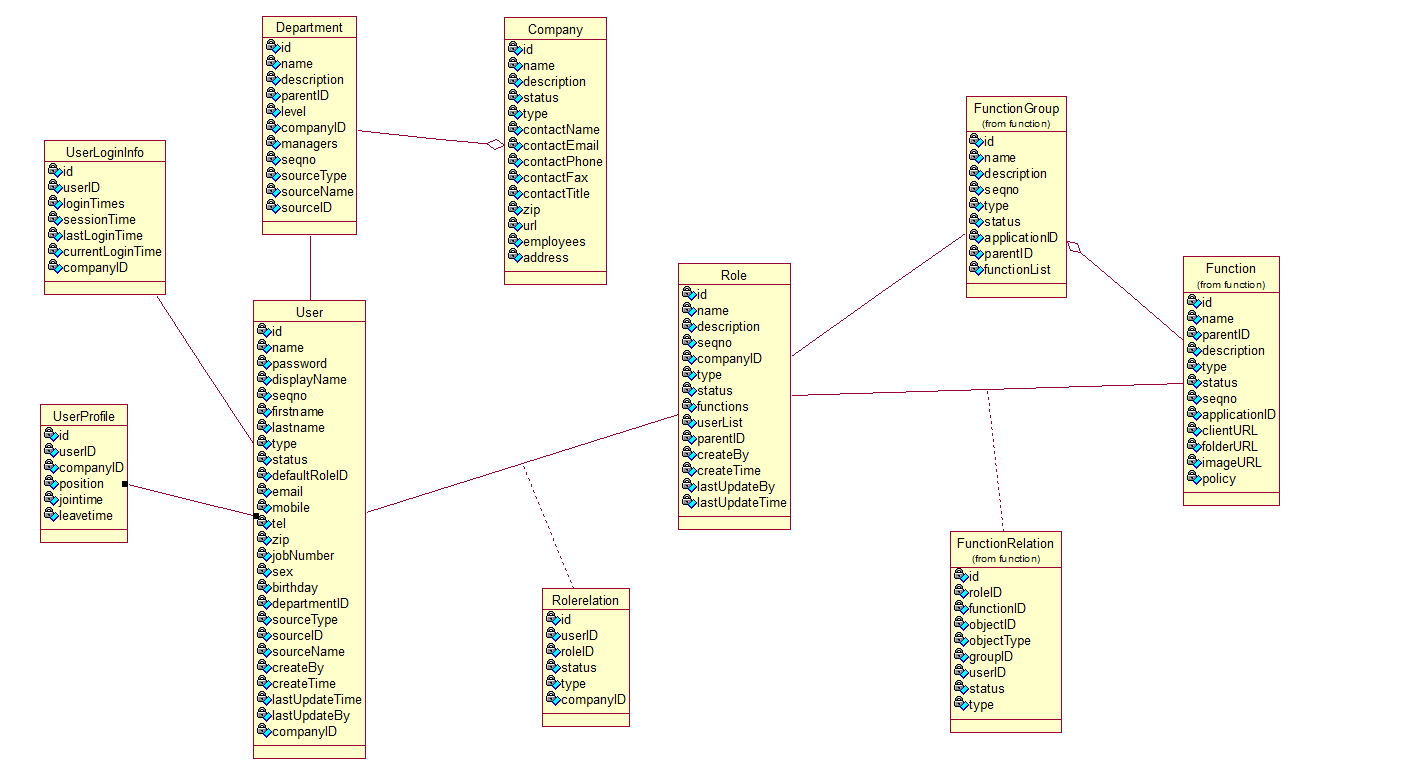 Department
id
name
description
parentID
level
companyID
managers
seqno
sourceType
sourceName
sourceID
Company
id
name
description
status
type
contactName
contactEmail
contactPhone
contactFax
contactTitle
zip
url
employees
address
FunctionGroup
(from function)
id
name
description
seqno
type
status
applicationID
parentID
functionList
UserLoginInfo
id
userID
loginTimes
sessionTime
lastLoginTime
currentLoginTime
companyID
Role
id
name
description
seqno
companyID
type
status
functions
userList
parentID
createBy
createTime
lastUpdateBy
lastUpdateTime
Function
(from function)
id
name
parentID
description
type
status
seqno
applicationID
clientURL
folderURL
imageURL
policy
User
id
name
password
displayName
seqno
firstname
lastname
type
status
defaultRoleID
email
mobile
tel
zip
jobNumber
sex
birthday
departmentID
sourceType
sourceID
sourceName
createBy
createTime
lastUpdateTime
lastUpdateBy
companyID
UserProfile
id
userID
companyID
position
jointime
leavetime
Rolerelation
id
userID
roleID
status
type
companyID
FunctionRelation
(from function)
id
roleID
functionID
objectID
objectType
groupID
userID
status
type